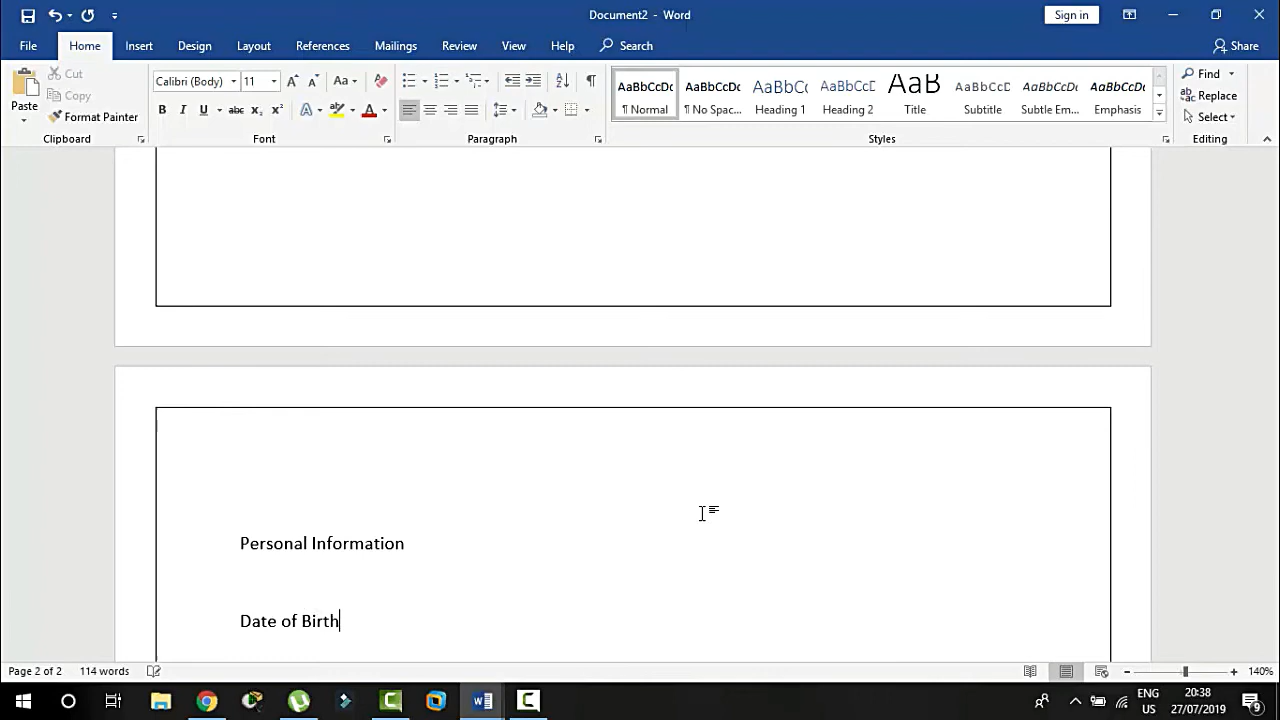 Document2 - Word
Sign in
File Home Insert Design Layout References Mailings Review View Help Search Share
Paste
Cut
Copy
Format Painter
Clipboard
Calibri (Body) 11
Font
Paragraph
AaBbCcDc AaBbCcDc AaBbCc AaBbCcD AaB AaBbCcD AaBbCcDc AaBbCcDc
¶ Normal ¶ No Spac... Heading 1 Heading 2 Title Subtitle Subtle Em... Emphasis
Styles
Find
Replace
Select
Editing
Personal Information
Date of Birth
Page 2 of 2 114 words
140%
ENG
US
20:38
27/07/2019